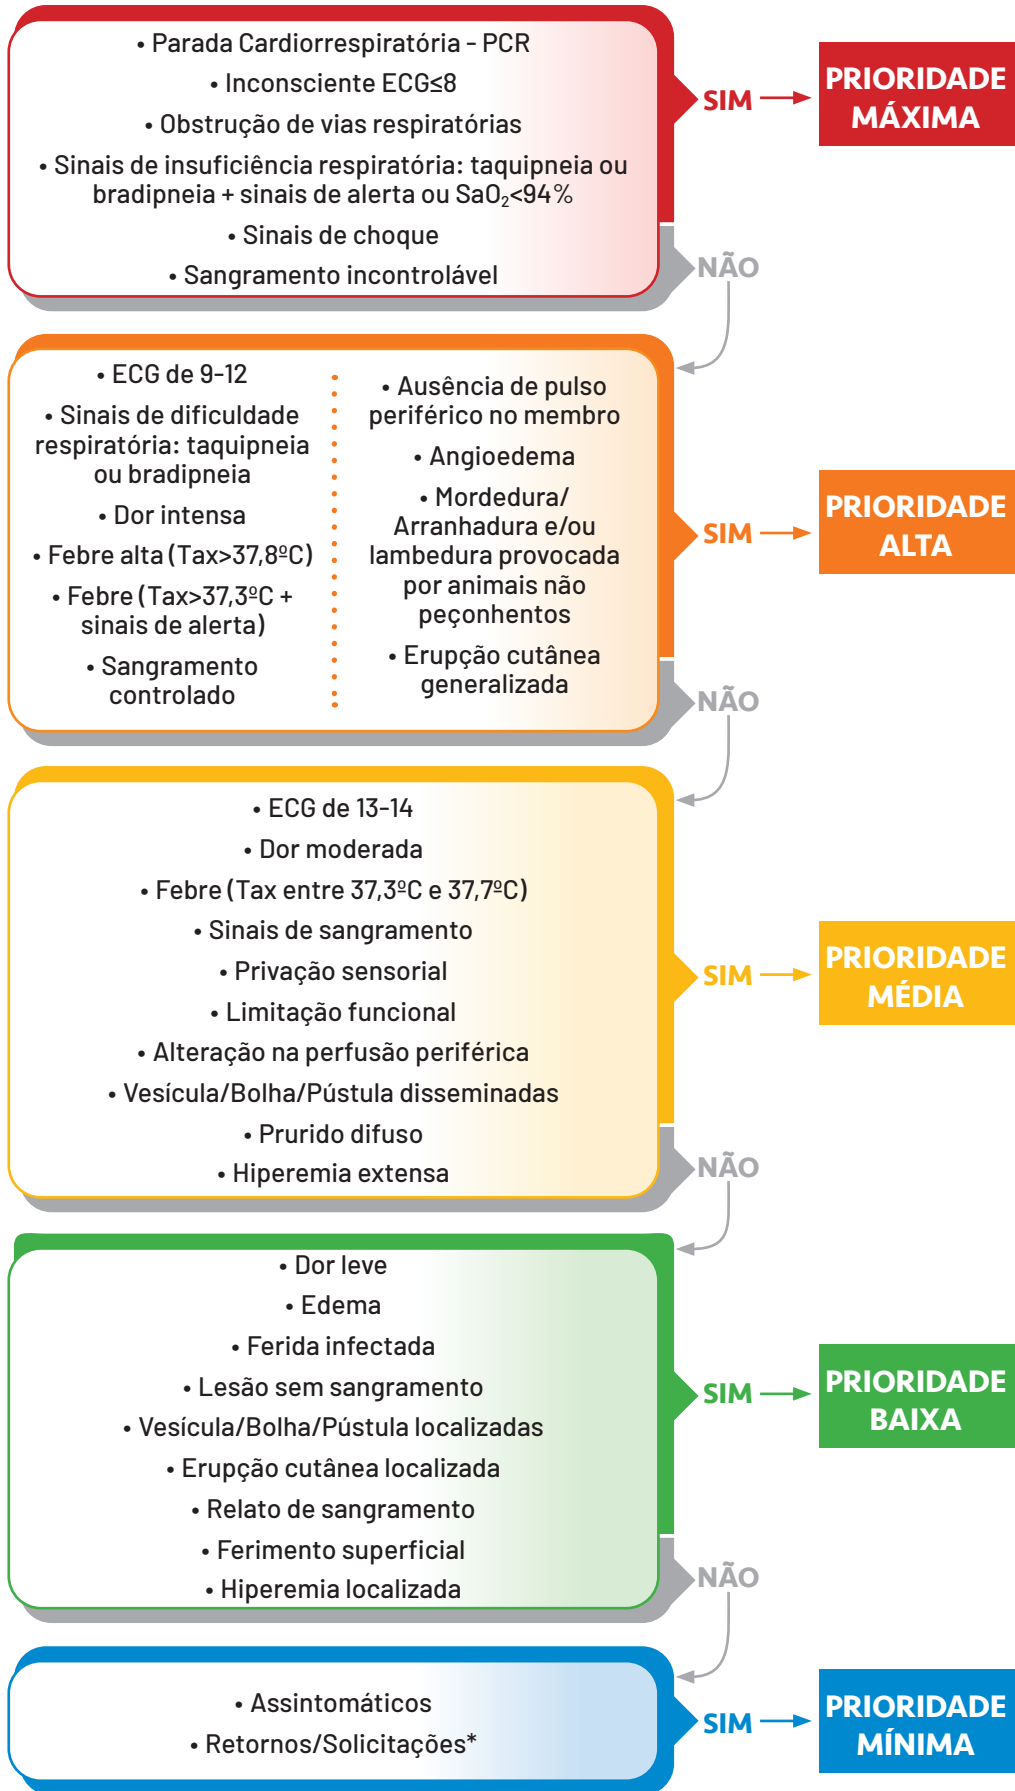 • Parada Cardiorrespiratória - PCR
• Inconsciente ECG≤8
• Obstrução de vias respiratórias
• Sinais de insuficiência respiratória: taquipneia ou
bradipneia + sinais de alerta ou SaO₂<94%
• Sinais de choque
• Sangramento incontrolável
SIM
PRIORIDADE
MÁXIMA
NÃO
• ECG de 9-12
• Sinais de dificuldade
respiratória: taquipneia
ou bradipneia
• Dor intensa
• Febre alta (Tax>37,8ºC)
• Febre (Tax>37,3ºC +
sinais de alerta)
• Sangramento
controlado
• Ausência de pulso
periférico no membro
• Angioedema
• Mordedura/
Arranhadura e/ou
lambedura provocada
por animais não
peçonhentos
• Erupção cutânea
generalizada
SIM
PRIORIDADE
ALTA
NÃO
• ECG de 13-14
• Dor moderada
• Febre (Tax entre 37,3ºC e 37,7ºC)
• Sinais de sangramento
• Privação sensorial
• Limitação funcional
• Alteração na perfusão periférica
• Vesícula/Bolha/Pústula disseminadas
• Prurido difuso
• Hiperemia extensa
SIM
PRIORIDADE
MÉDIA
NÃO
• Dor leve
• Edema
• Ferida infectada
• Lesão sem sangramento
• Vesícula/Bolha/Pústula localizadas
• Erupção cutânea localizada
• Relato de sangramento
• Ferimento superficial
• Hiperemia localizada
SIM
PRIORIDADE
BAIXA
NÃO
• Assintomáticos
• Retornos/Solicitações*
SIM
PRIORIDADE
MÍNIMA